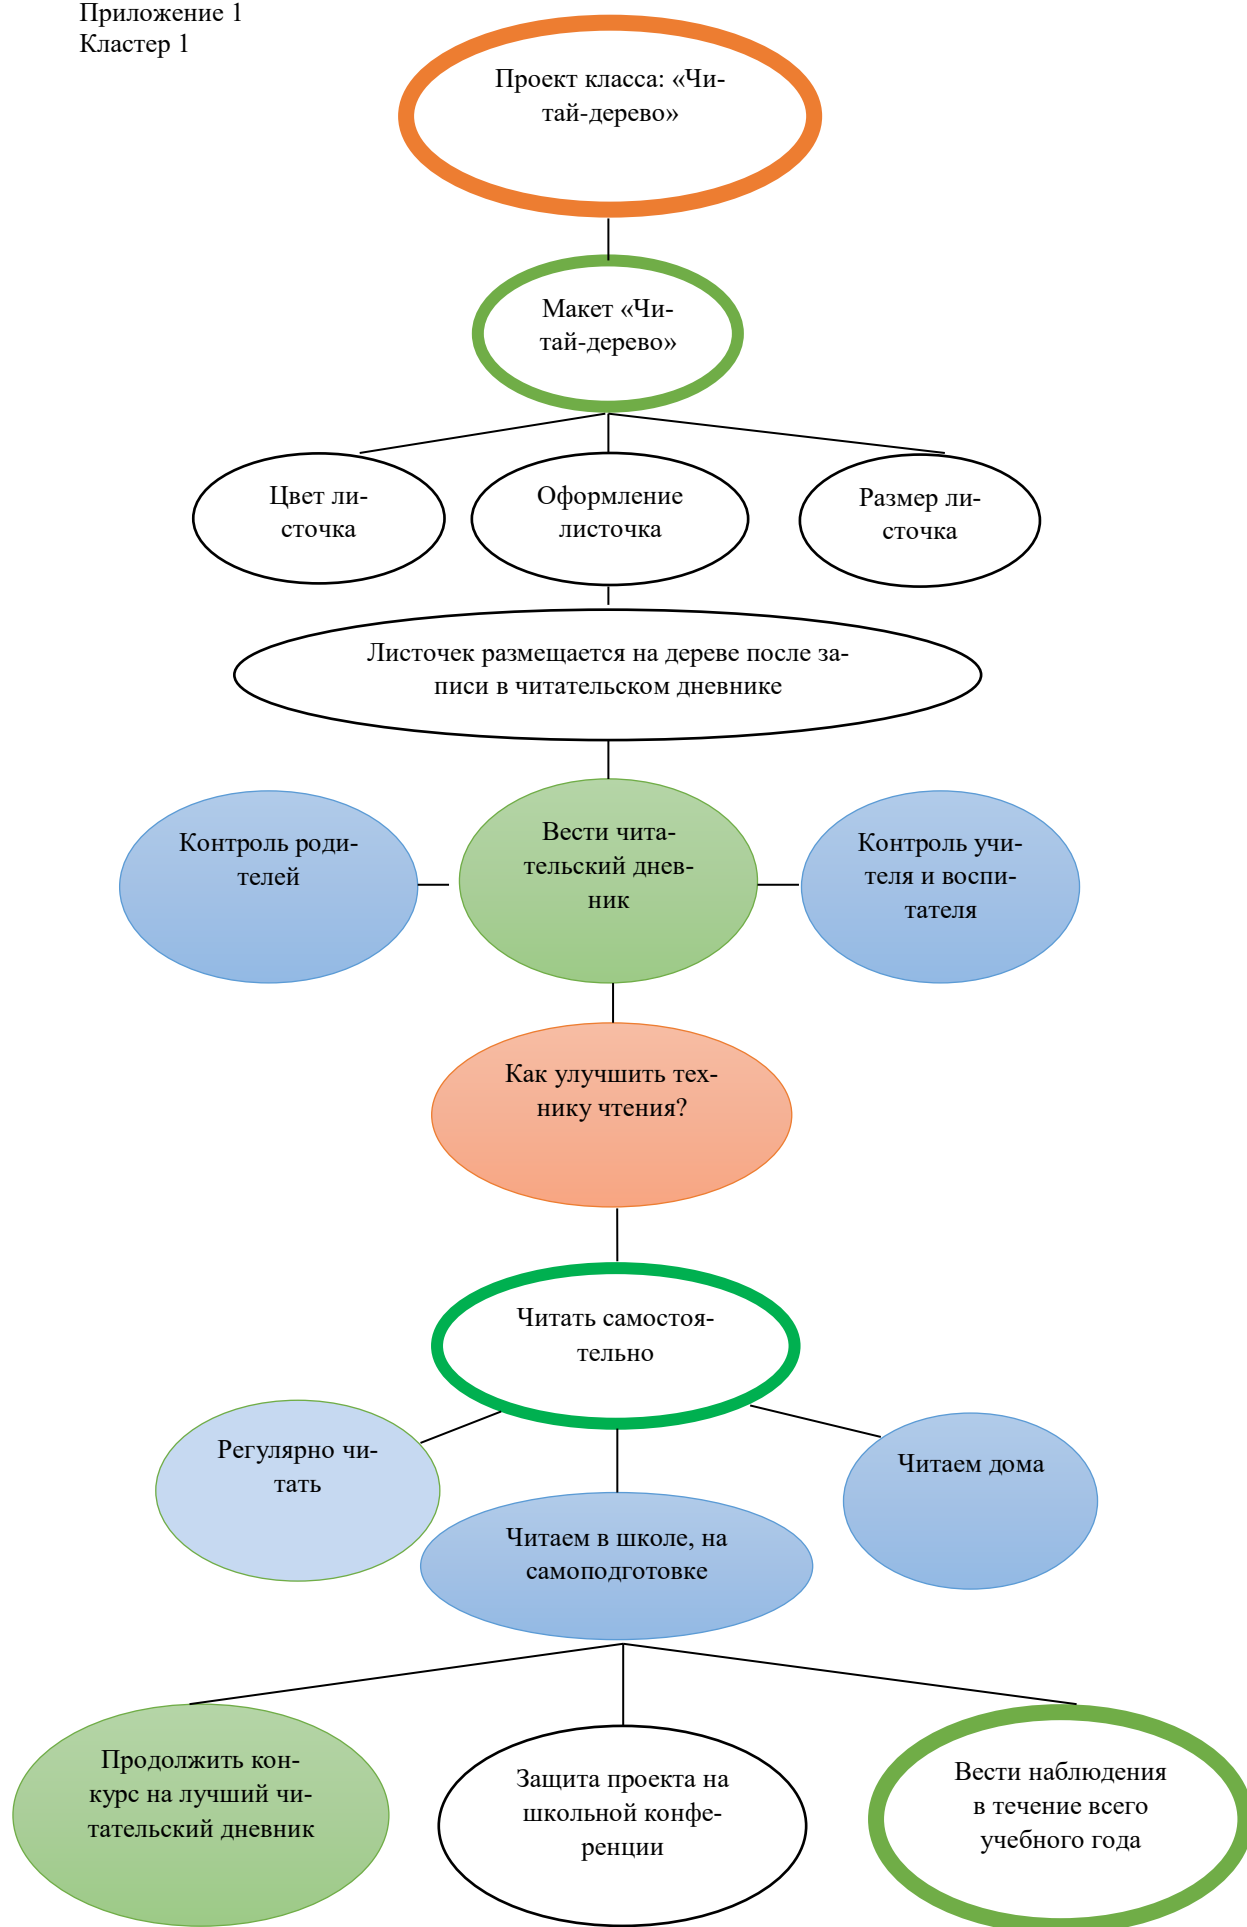 Приложение 1
Кластер 1
Проект класса: «Чи-
тай-дерево»
Макет «Чи-
тай-дерево»
Цвет ли-
сточка
Оформление
листочка
Размер ли-
сточка
Листочек размещается на дереве после за-
писи в читательском дневнике
Контроль роди-
телей
Вести чита-
тельский днев-
ник
Контроль учи-
теля и воспи-
тателя
Как улучшить тех-
нику чтения?
Читать самостоя-
тельно
Регулярно чи-
тать
Читаем в школе, на
самоподготовке
Читаем дома
Продолжить кон-
курс на лучший чи-
тательский дневник
Защита проекта на
школьной конфе-
ренции
Вести наблюдения
в течение всего
учебного года